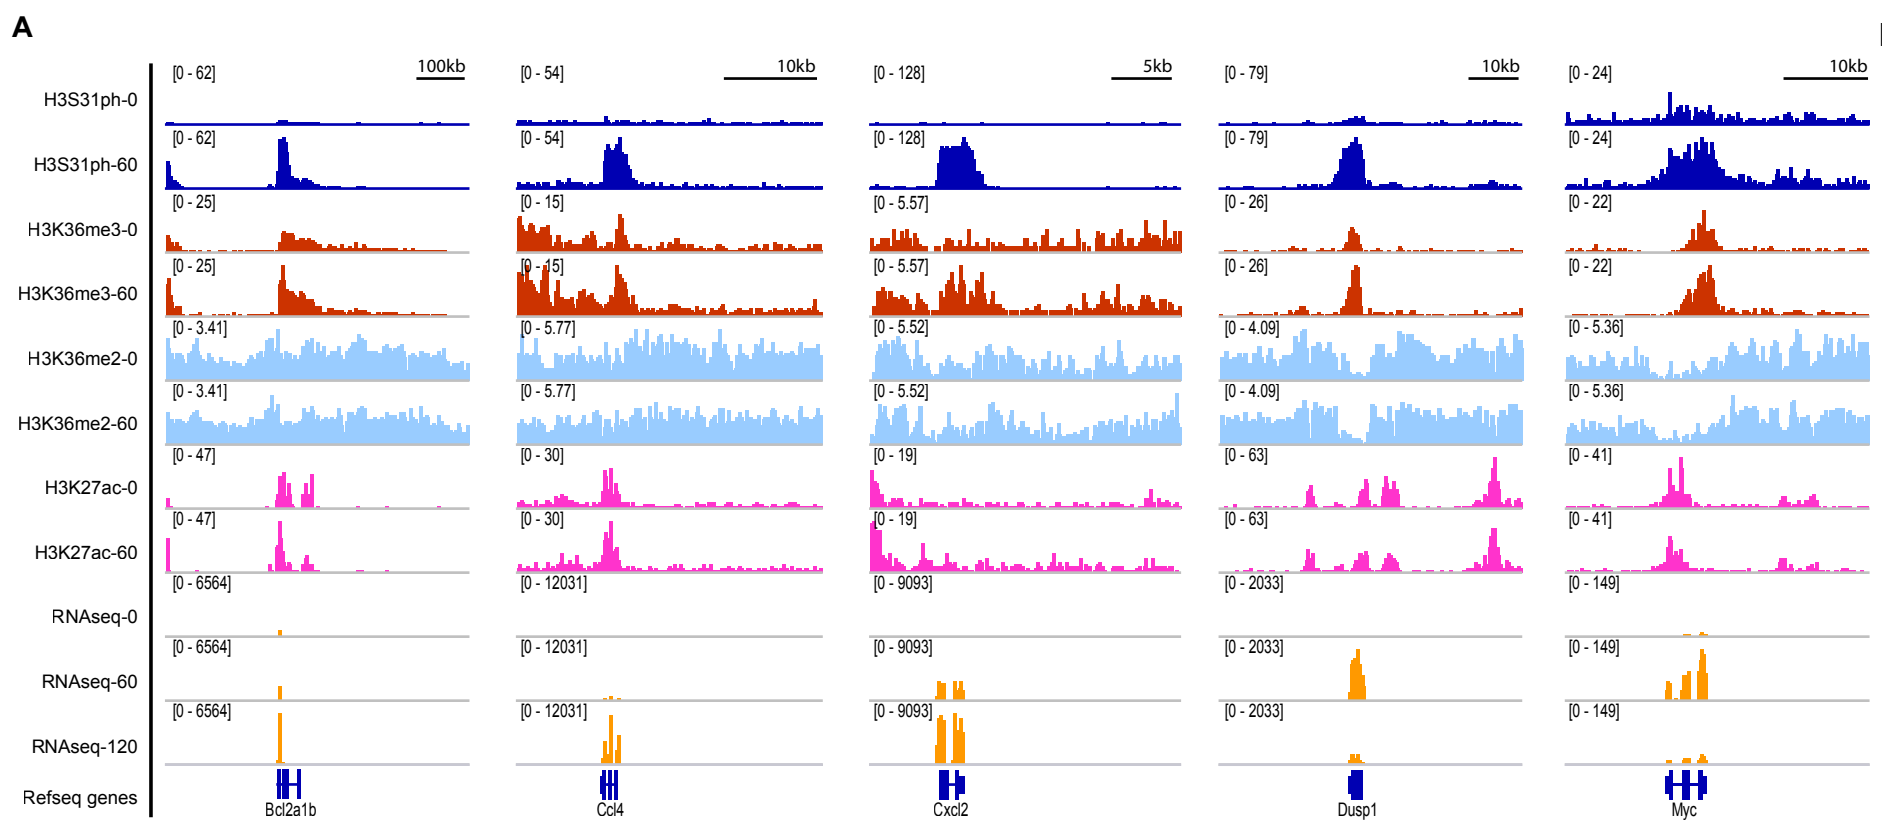 A
100kb 10kb 5kb 10kb 10kb
H3S31ph-0 [0 - 62] [0 - 54] [0 - 128] [0 - 79] [0 - 24]
H3S31ph-60 [0 - 62] [0 - 54] [0 - 128] [0 - 79] [0 - 24]
H3K36me3-0 [0 - 25] [0 - 15] [0 - 5.57] [0 - 26] [0 - 22]
H3K36me3-60 [0 - 25] [0 - 15] [0 - 5.57] [0 - 26] [0 - 22]
H3K36me2-0 [0 - 3.41] [0 - 5.77] [0 - 5.52] [0 - 4.09] [0 - 5.36]
H3K36me2-60 [0 - 3.41] [0 - 5.77] [0 - 5.52] [0 - 4.09] [0 - 5.36]
H3K27ac-0 [0 - 47] [0 - 30] [0 - 19] [0 - 63] [0 - 41]
H3K27ac-60 [0 - 47] [0 - 30] [0 - 19] [0 - 63] [0 - 41]
RNAseq-0 [0 - 6564] [0 - 12031] [0 - 9093] [0 - 2033] [0 - 149]
RNAseq-60 [0 - 6564] [0 - 12031] [0 - 9093] [0 - 2033] [0 - 149]
RNAseq-120 [0 - 6564] [0 - 12031] [0 - 9093] [0 - 2033] [0 - 149]
Refseq genes
Bcl2a1b Ccl4 Cxcl2 Dusp1 Myc